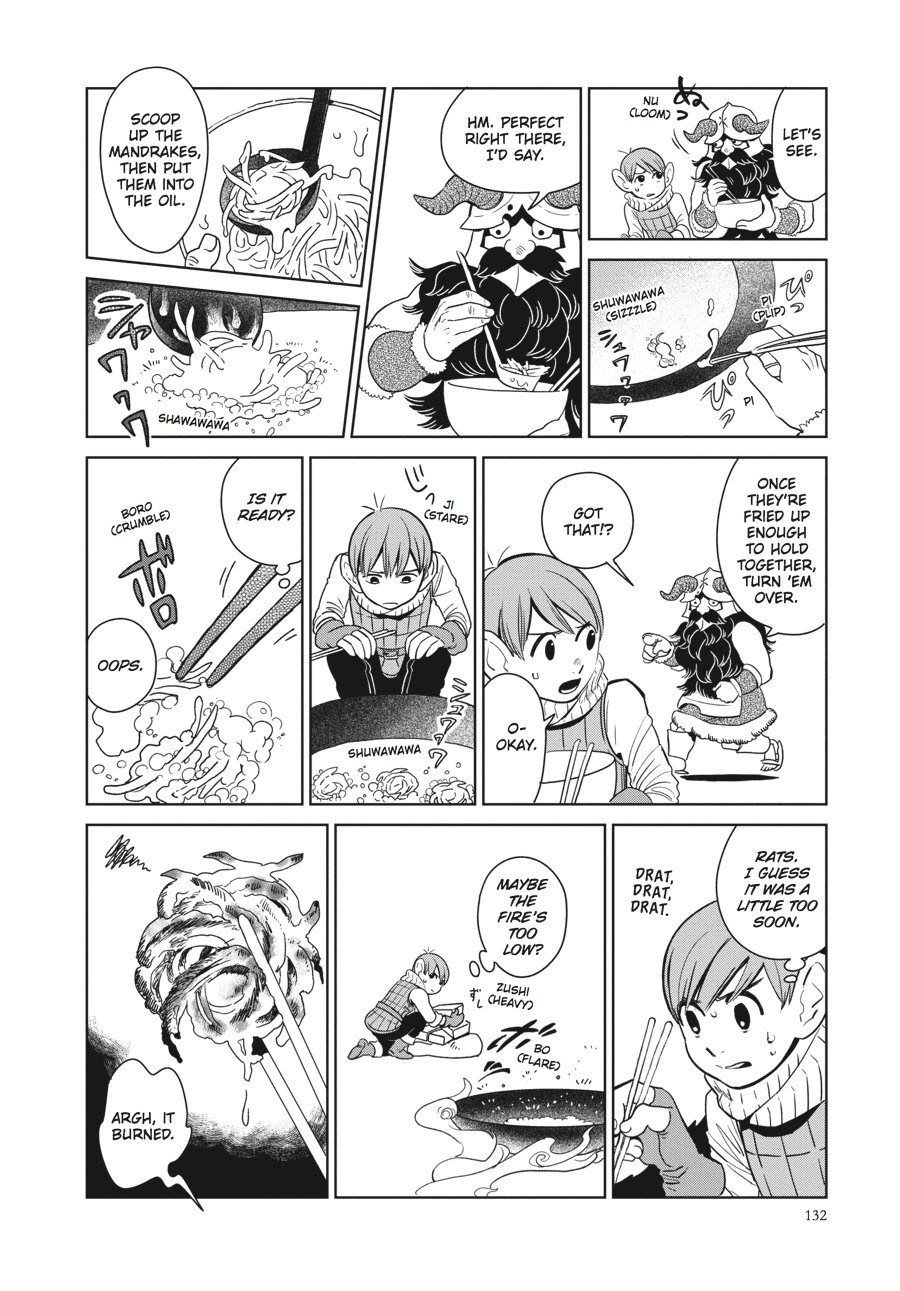 LET'S
SEE.
ぬっ
NU
(LOOM)
ぴ
PI
(PLIP)
ぴ
PI
SHUWAWAWA
(SIZZZLE)
シュワワワ
HM. PERFECT
RIGHT THERE,
I'D SAY.
SCOOP
UP THE
MANDRAKES,
THEN PUT
THEM INTO
THE OIL.
シャワワワ
SHAWAWAWA
ONCE
THEY'RE
FRIED UP
ENOUGH
TO HOLD
TOGETHER,
TURN 'EM
OVER.
GOT
THAT!?
O-
OKAY.
じっ
JI
(STARE)
シュワワワ
SHUWAWAWA
IS IT
READY?
BORO
(CRUMBLE)
ボロ
OOPS.
RATS.
I GUESS
IT WAS A
LITTLE TOO
SOON.
DRAT,
DRAT,
DRAT.
MAYBE
THE
FIRE'S
TOO
LOW?
ずし
ZUSHI
(HEAVY)
ボッ
BO
(FLARE)
ARGH, IT
BURNED.
132